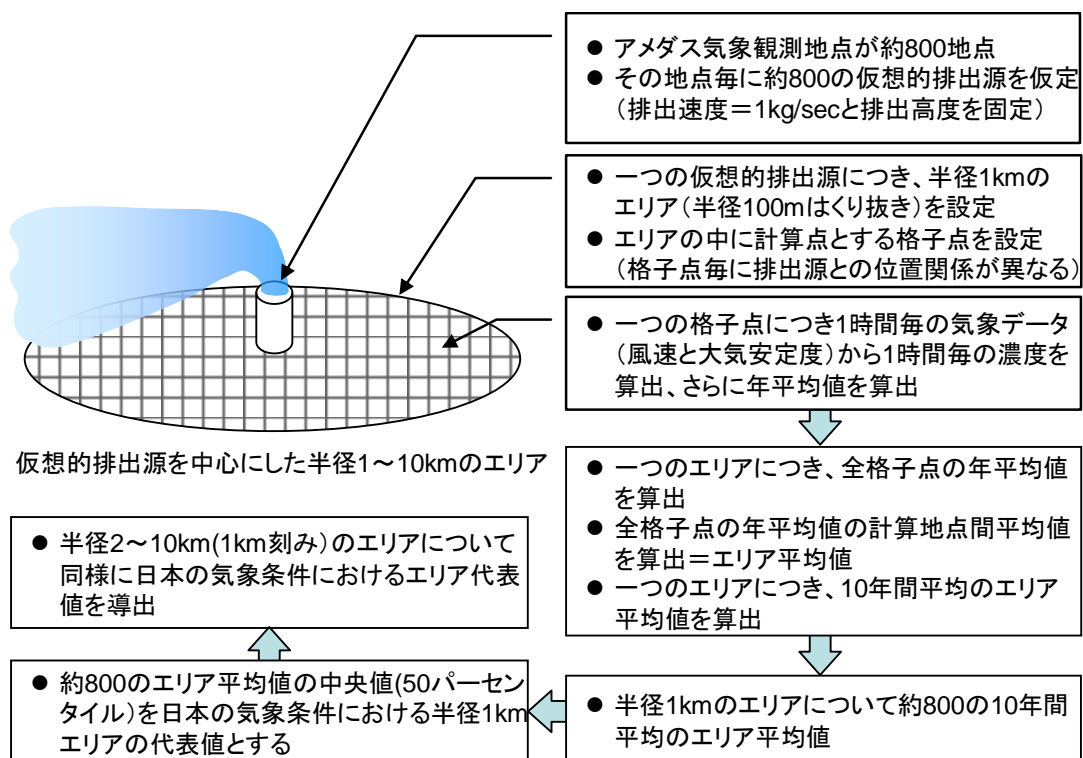 ● アメダス気象観測地点が約800地点
● その地点毎に約800の仮想的排出源を仮定
（排出速度＝1kg/secと排出高度を固定）
● 一つの仮想的排出源につき、半径1kmの
エリア（半径100mはくり抜き）を設定
● エリアの中に計算点とする格子点を設定
（格子点毎に排出源との位置関係が異なる）
● 一つの格子点につき1時間毎の気象データ
（風速と大気安定度）から1時間毎の濃度を
算出、さらに年平均値を算出
仮想的排出源を中心にした半径1～10kmのエリア
● 一つのエリアにつき、全格子点の年平均値
を算出
● 全格子点の年平均値の計算地点間平均値
を算出＝エリア平均値
● 一つのエリアにつき、10年間平均のエリア
平均値を算出
● 半径1kmのエリアについて約800の10年間
平均のエリア平均値
● 約800のエリア平均値の中央値(50パーセン
タイル）を日本の気象条件における半径1km
エリアの代表値とする
● 半径2～10km(1km刻み）のエリアについて
同様に日本の気象条件におけるエリア代表
値を導出